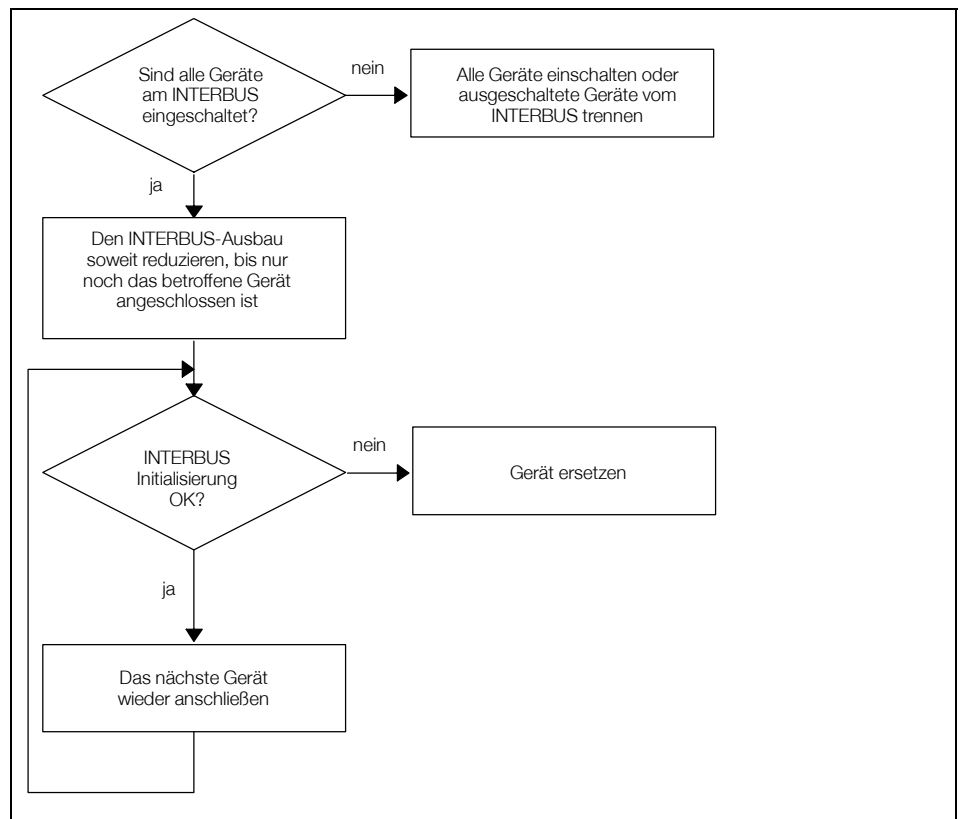 Sind alle Geräte
am INTERBUS
eingeschaltet?
nein
Alle Geräte einschalten oder
ausgeschaltete Geräte vom
INTERBUS trennen
ja
Den INTERBUS-Ausbau
soweit reduzieren, bis nur
noch das betroffene Gerät
angeschlossen ist
INTERBUS
Initialisierung
OK?
nein
Gerät ersetzen
ja
Das nächste Gerät
wieder anschließen